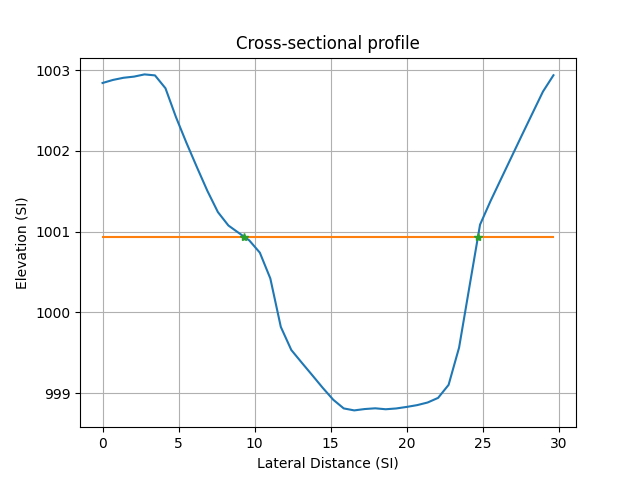 Cross-sectional profile
1003
1002
1001
1000
999
Elevation (SI)
0 5 10 15 20 25 30
Lateral Distance (SI)